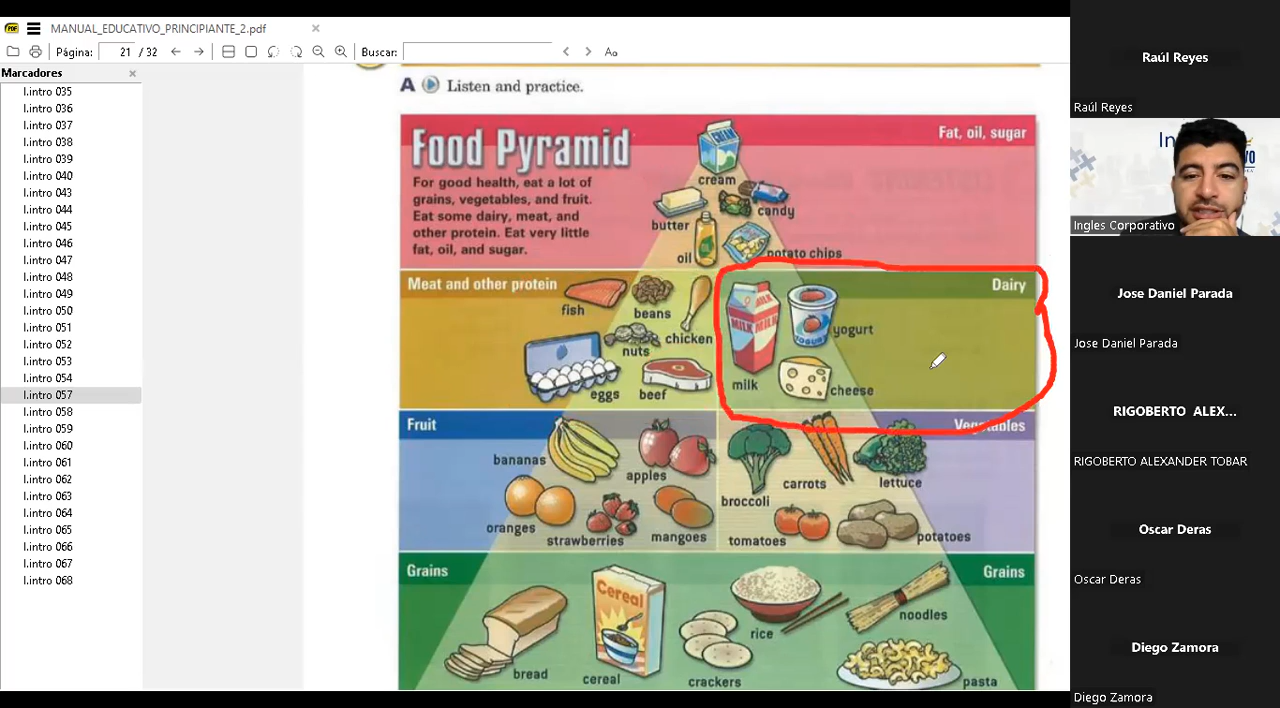 MANUAL_EDUCATIVO_PRINCIPIANTE_2.pdf
Página: 21 / 32
Buscar:
Aa
Marcadores
I.intro 035
I.intro 036
I.intro 037
I.intro 038
I.intro 039
I.intro 040
I.intro 043
I.intro 044
I.intro 045
I.intro 046
I.intro 047
I.intro 048
I.intro 049
I.intro 050
I.intro 051
I.intro 052
I.intro 053
I.intro 054
I.intro 057
I.intro 058
I.intro 059
I.intro 060
I.intro 061
I.intro 062
I.intro 063
I.intro 064
I.intro 065
I.intro 066
I.intro 067
I.intro 068
A Listen and practice.
Food Pyramid
For good health, eat a lot of
grains, vegetables, and fruit.
Eat some dairy, meat, and
other protein. Eat very little
fat, oil, and sugar.
Fat, oil, sugar
CREAM
cream
butter
candy
oil
potato chips
Meat and other protein
fish
beans
chicken
nuts
eggs
beef
Dairy
MILK
MILK MILK
YOGURT
yogurt
milk
cheese
Fruit
bananas
apples
oranges
strawberries
mangoes
Vegetables
carrots
lettuce
broccoli
tomatoes
potatoes
Grains
Grains
Cereal
bread
cereal
crackers
rice
noodles
pasta
Raúl Reyes
Raúl Reyes
In
Ingles Corporativo
Jose Daniel Parada
Jose Daniel Parada
RIGOBERTO ALEX...
RIGOBERTO ALEXANDER TOBAR
Oscar Deras
Oscar Deras
Diego Zamora
Diego Zamora